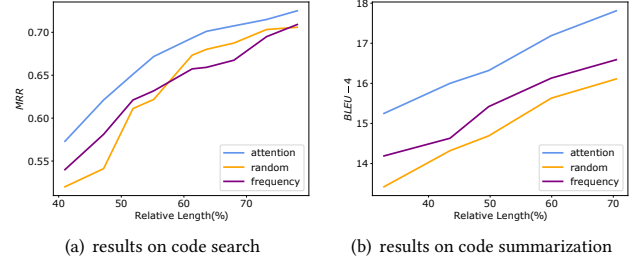 MRR
0.70
0.65
0.60
0.55
attention
random
frequency
40 50 60 70 80
Relative Length(%)
(a) results on code search
BLEU−4
18
17
16
15
14
attention
random
frequency
40 50 60 70
Relative Length(%)
(b) results on code summarization